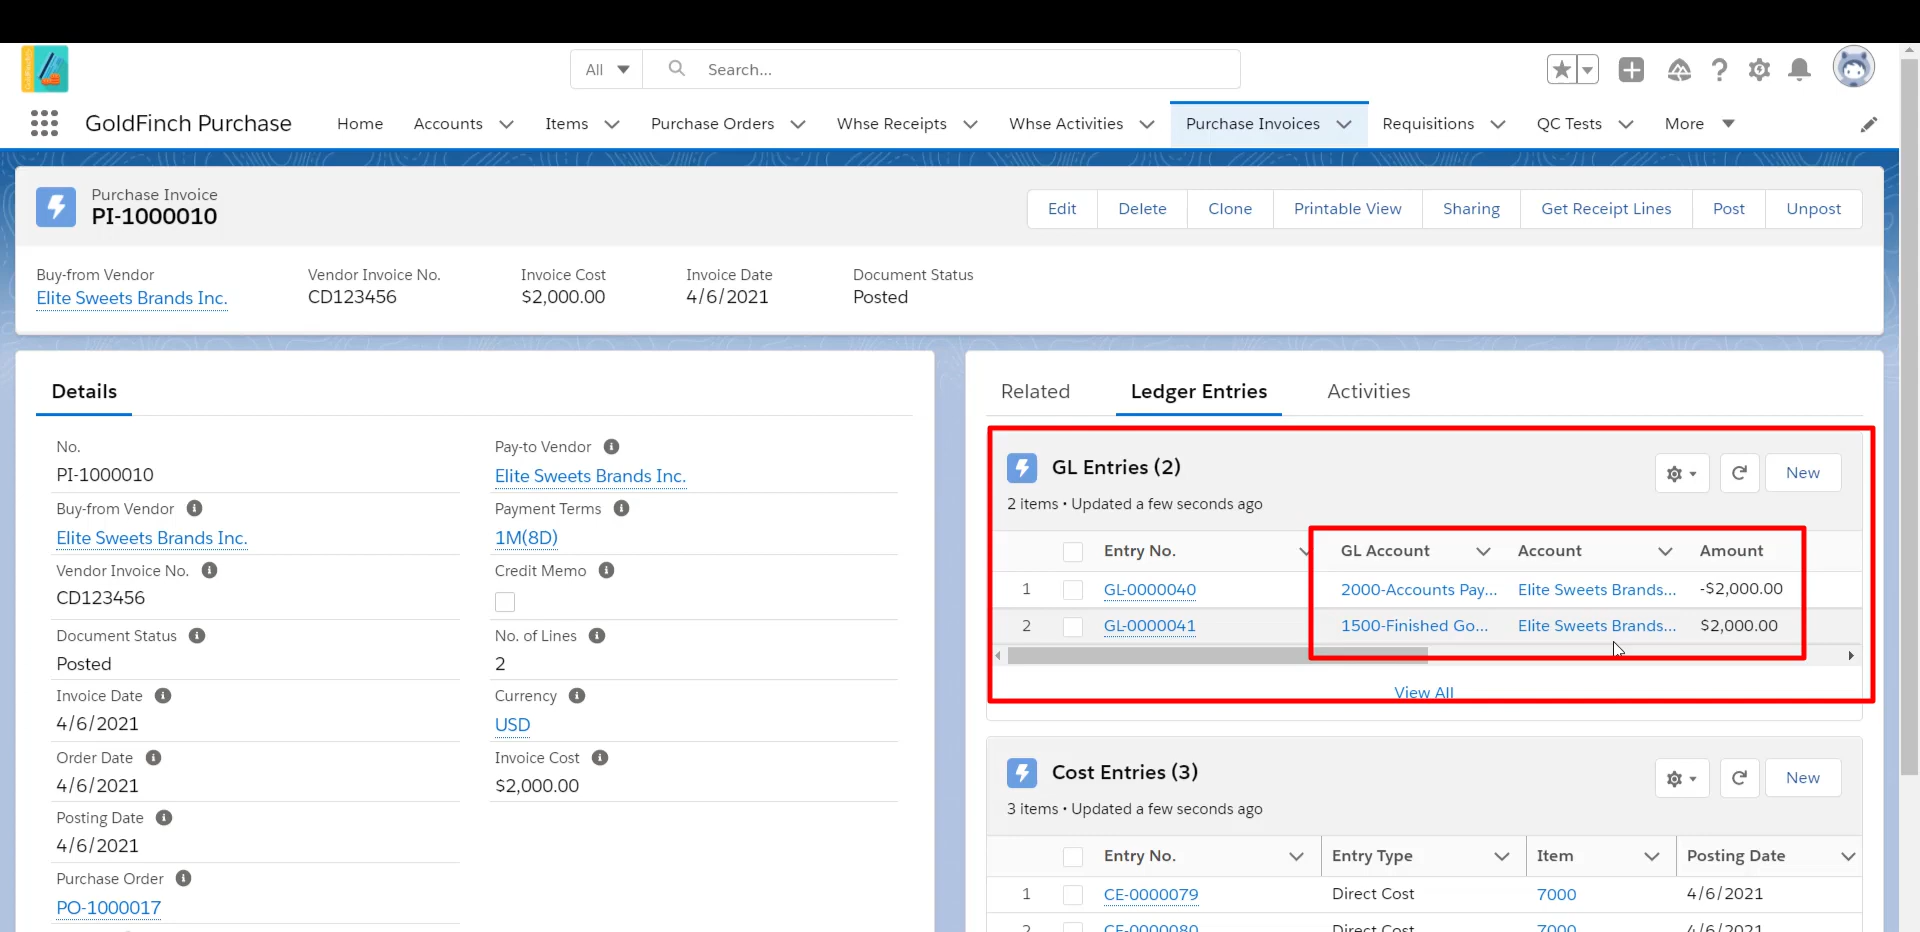 All
Search...
GoldFinch Purchase
Home
Accounts
Items
Purchase Orders
Whse Receipts
Whse Activities
Purchase Invoices
Requisitions
QC Tests
More
Purchase Invoice
PI-1000010
Edit
Delete
Clone
Printable View
Sharing
Get Receipt Lines
Post
Unpost
Buy-from Vendor
Elite Sweets Brands Inc.
Vendor Invoice No.
CD123456
Invoice Cost
$2,000.00
Invoice Date
4/6/2021
Document Status
Posted
Details
No.
PI-1000010
Buy-from Vendor
Elite Sweets Brands Inc.
Vendor Invoice No.
CD123456
Document Status
Posted
Invoice Date
4/6/2021
Order Date
4/6/2021
Posting Date
4/6/2021
Purchase Order
PO-1000017
Pay-to Vendor
Elite Sweets Brands Inc.
Payment Terms
1M(8D)
Credit Memo
No. of Lines
2
Currency
USD
Invoice Cost
$2,000.00
Related
Ledger Entries
Activities
GL Entries (2)
2 items • Updated a few seconds ago
New
Entry No. GL Account Account Amount
1 GL-0000040 2000-Accounts Pay... Elite Sweets Brands... -$2,000.00
2 GL-0000041 1500-Finished Go... Elite Sweets Brands... $2,000.00
View All
Cost Entries (3)
3 items • Updated a few seconds ago
New
Entry No. Entry Type Item Posting Date
1 CE-0000079 Direct Cost 7000 4/6/2021
2 CE-0000080 Direct Cost 7000 4/6/2021